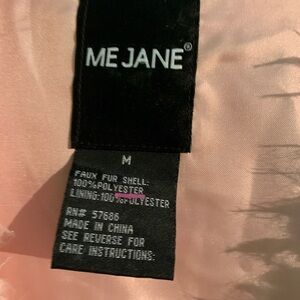 ME JANE®
M
FAUX FUR SHELL:
100%POLYESTER
LINING:100%POLYESTER
RN# 57686
MADE IN CHINA
SEE REVERSE FOR
CARE INSTRUCTIONS: